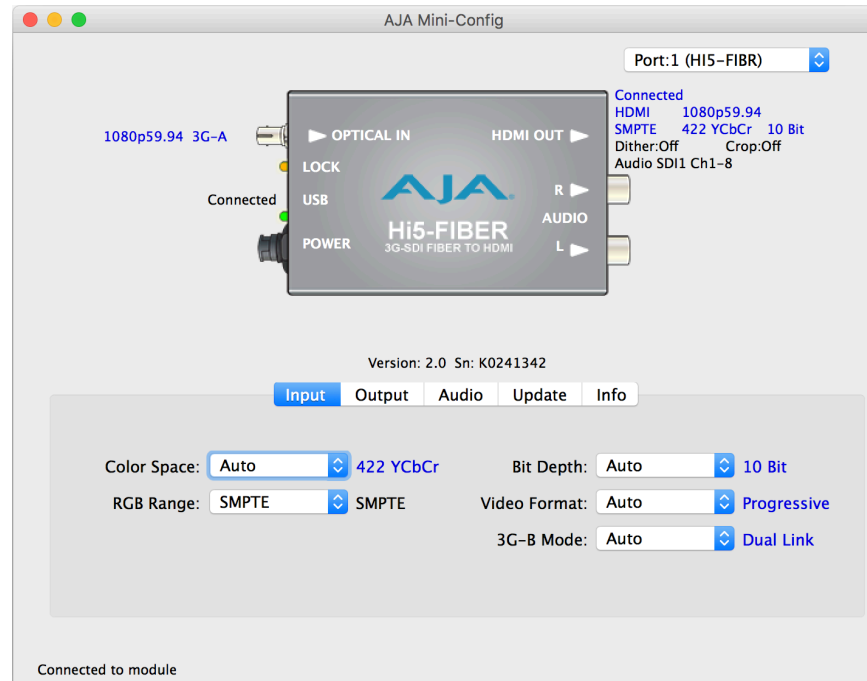 AJA Mini-Config
Port:1 (HI5-FIBR)
Connected
HDMI 1080p59.94
SMPTE 422 YCbCr 10 Bit
Dither:Off Crop:Off
Audio SDI1 Ch1-8
1080p59.94 3G-A
OPTICAL IN HDMI OUT
LOCK
Connected
USB
AJA
R
AUDIO
Hi5-FIBER
POWER
3G-SDI FIBER TO HDMI
L
Version: 2.0 Sn: K0241342
Input Output Audio Update Info
Color Space: Auto 422 YCbCr Bit Depth: Auto 10 Bit
RGB Range: SMPTE SMPTE Video Format: Auto Progressive
3G-B Mode: Auto Dual Link
Connected to module